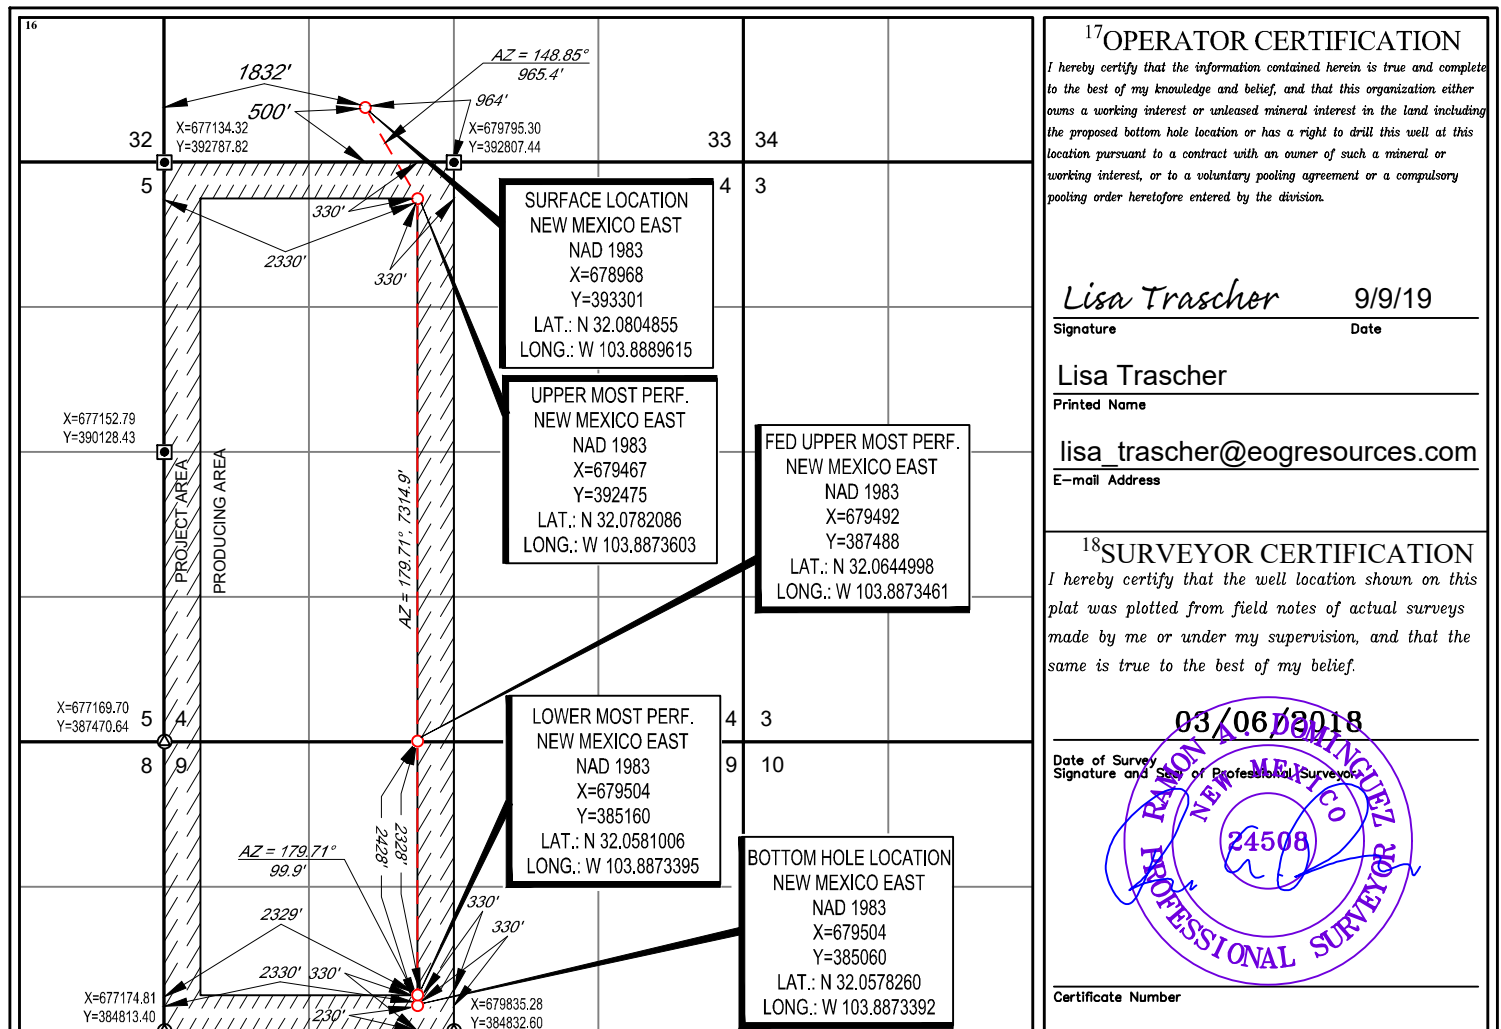 16
1832'
500'
AZ = 148.85°
965.4'
964'
X=677134.32
Y=392787.82
X=679795.30
Y=392807.44
32
33
34
5
4
3
330'
2330'
330'
SURFACE LOCATION
NEW MEXICO EAST
NAD 1983
X=678968
Y=393301
LAT.: N 32.0804855
LONG.: W 103.8889615
UPPER MOST PERF.
NEW MEXICO EAST
NAD 1983
X=679467
Y=392475
LAT.: N 32.0782086
LONG.: W 103.8873603
X=677152.79
Y=390128.43
PROJECT AREA
PRODUCING AREA
AZ = 179.71°, 7314.9'
FED UPPER MOST PERF.
NEW MEXICO EAST
NAD 1983
X=679492
Y=387488
LAT.: N 32.0644998
LONG.: W 103.8873461
X=677169.70
Y=387470.64
5
4
4
3
8
9
9
10
LOWER MOST PERF.
NEW MEXICO EAST
NAD 1983
X=679504
Y=385160
LAT.: N 32.0581006
LONG.: W 103.8873395
2428'
2328'
AZ = 179.71°
99.9'
2329'
2330'
330'
330'
330'
230'
BOTTOM HOLE LOCATION
NEW MEXICO EAST
NAD 1983
X=679504
Y=385060
LAT.: N 32.0578260
LONG.: W 103.8873392
X=677174.81
Y=384813.40
X=679835.28
Y=384832.60
17OPERATOR CERTIFICATION
I hereby certify that the information contained herein is true and complete
to the best of my knowledge and belief, and that this organization either
owns a working interest or unleased mineral interest in the land including
the proposed bottom hole location or has a right to drill this well at this
location pursuant to a contract with an owner of such a mineral or
working interest, or to a voluntary pooling agreement or a compulsory
pooling order heretofore entered by the division.
Lisa Trascher 9/9/19
Signature Date
Lisa Trascher
Printed Name
lisa_trascher@eogresources.com
E-mail Address
18SURVEYOR CERTIFICATION
I hereby certify that the well location shown on this
plat was plotted from field notes of actual surveys
made by me or under my supervision, and that the
same is true to the best of my belief.
03/06/2018
Date of Survey
Signature and Seal of Professional Surveyor
RAMON A. DOMINGUEZ
NEW MEXICO
24508
PROFESSIONAL SURVEYOR
Certificate Number